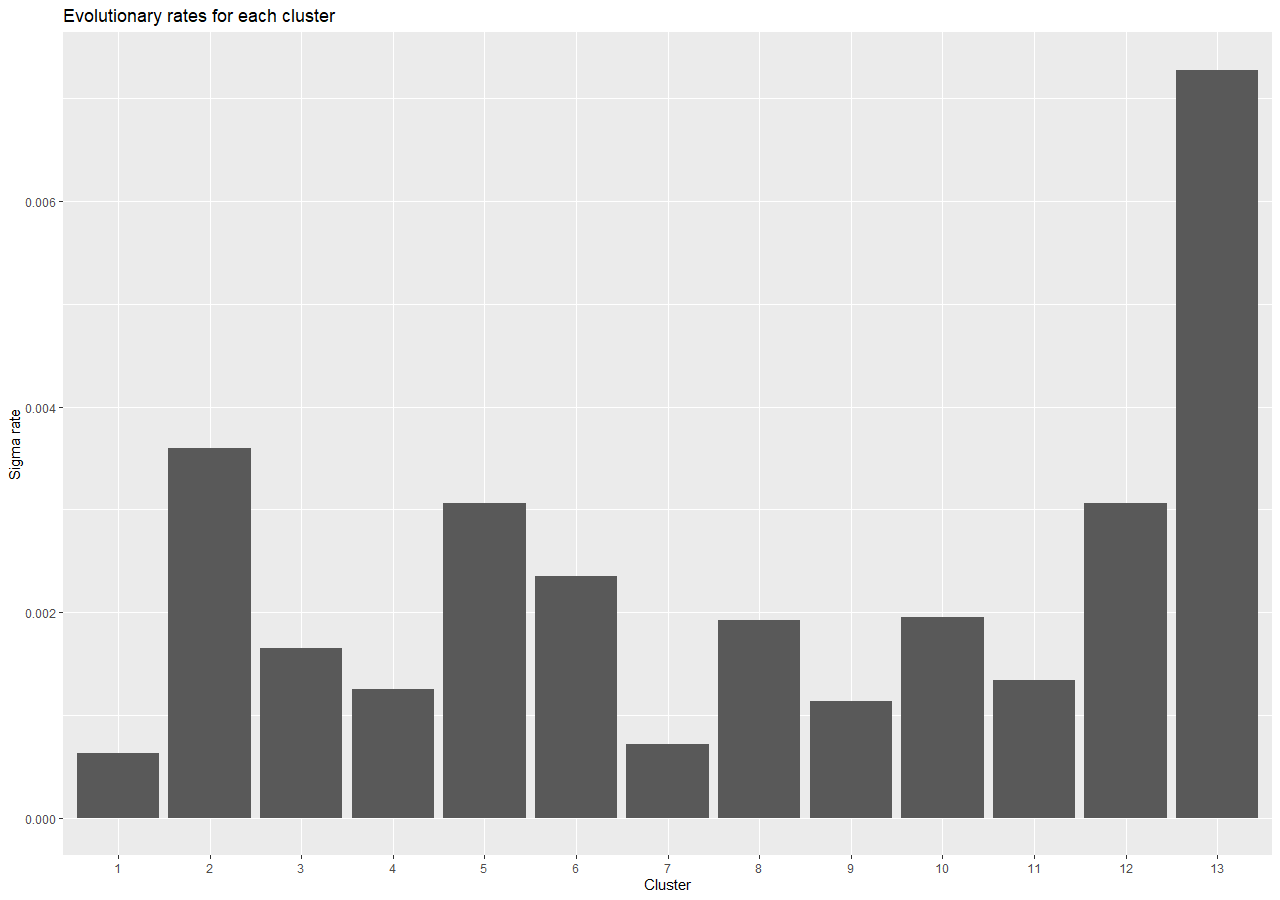 Evolutionary rates for each cluster
Sigma rate
0.006
0.004
0.002
0.000
1 2 3 4 5 6 7 8 9 10 11 12 13
Cluster